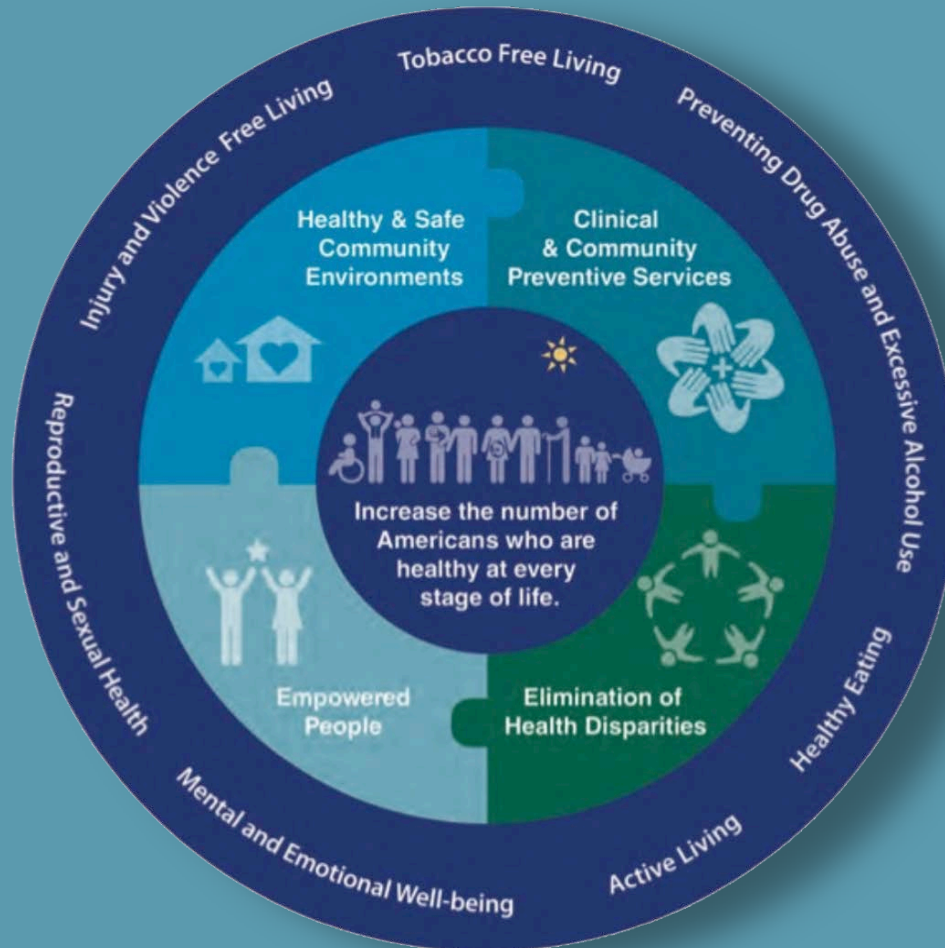 Tobacco Free Living
Preventing Drug Abuse and Excessive Alcohol Use
Healthy Eating
Active Living
Mental and Emotional Well-being
Reproductive and Sexual Health
Injury and Violence Free Living
Healthy & Safe
Community
Environments
Clinical
& Community
Preventive Services
Increase the number of
Americans who are
healthy at every
stage of life.
Empowered
People
Elimination of
Health Disparities